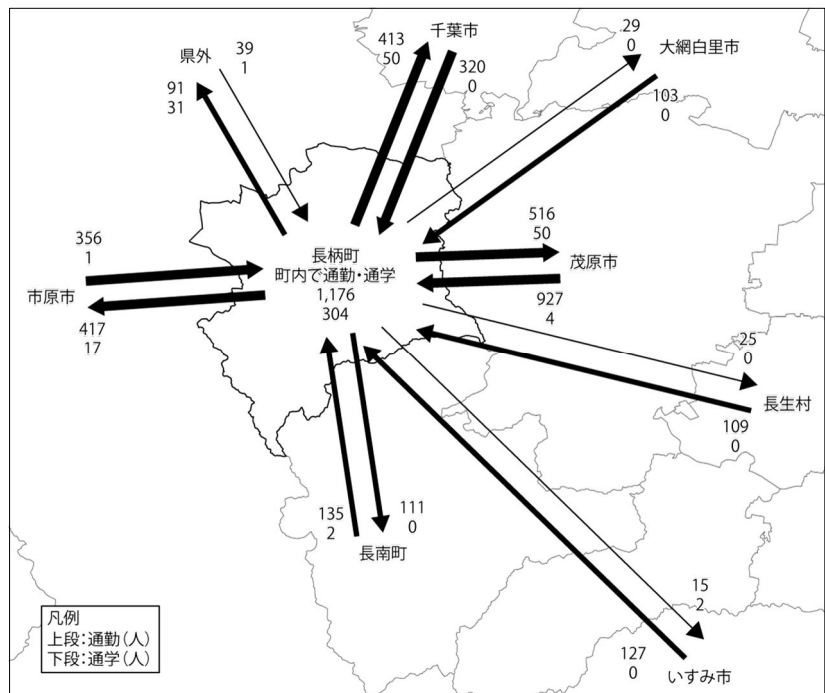 千葉市
413
50
320
0
県外
39
1
91
31
29
0
大網白里市
103
0
516
50
茂原市
927
4
356
1
市原市
417
17
長柄町
町内で通勤・通学
1,176
304
25
0
長生村
109
0
135
2
111
0
長南町
15
2
127
0
いすみ市
凡例
上段:通勤(人)
下段:通学(人)